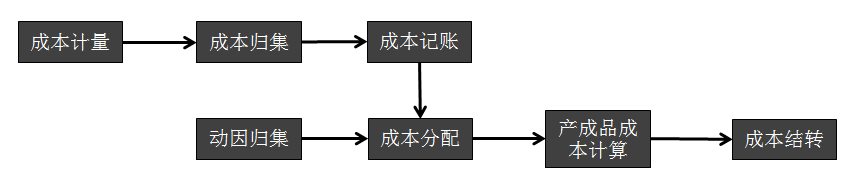 成本计量
成本归集
成本记账
动因归集
成本分配
产成品成
本计算
成本结转